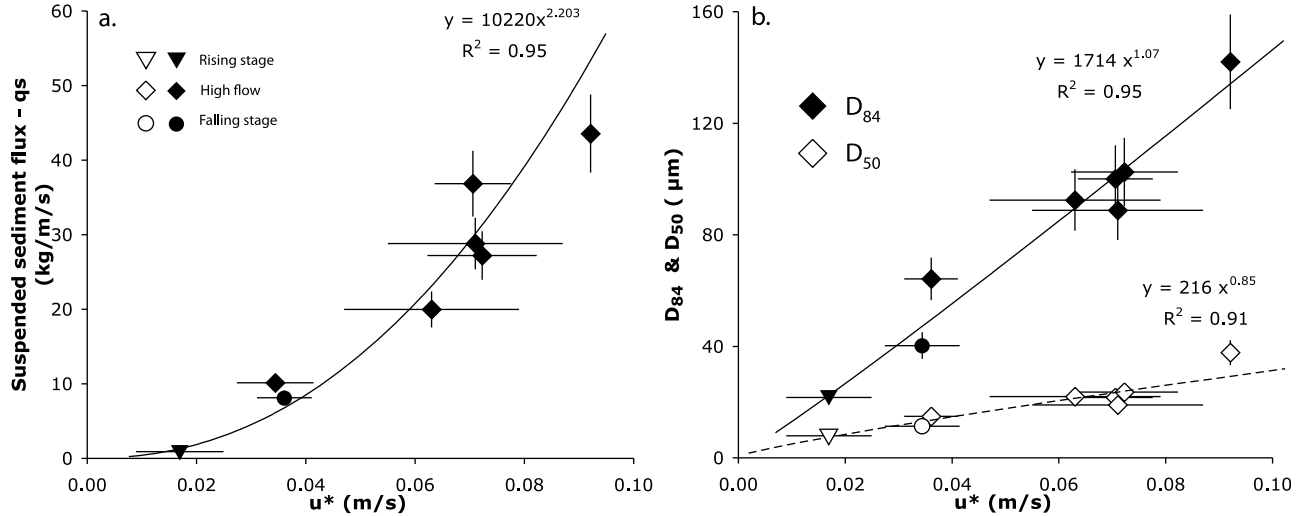 a.
y = 10220x^2.203
R² = 0.95
Rising stage
High flow
Falling stage
Suspended sediment flux - qs
(kg/m/s)
60
50
40
30
20
10
0
0.00 0.02 0.04 0.06 0.08 0.10
u* (m/s)
b.
y = 1714 x^1.07
R² = 0.95
D84
D50
y = 216 x^0.85
R² = 0.91
D84 & D50 ( µm)
160
120
80
40
0
0.00 0.02 0.04 0.06 0.08 0.10
u* (m/s)